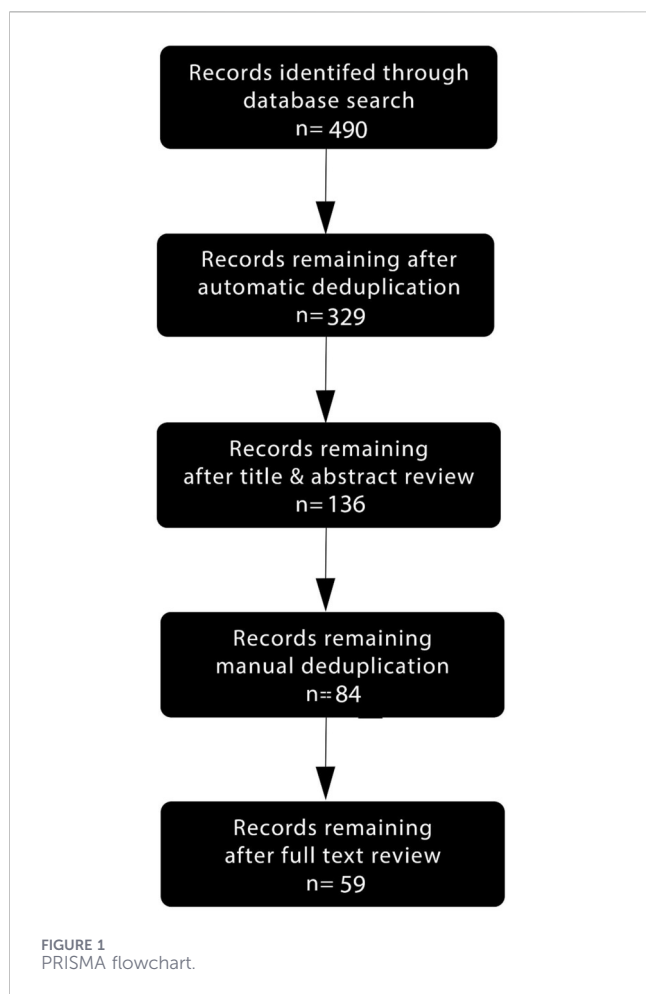 Records identifed through
database search
n= 490
Records remaining after
automatic deduplication
n= 329
Records remaining
after title & abstract review
n= 136
Records remaining
manual deduplication
n= 84
Records remaining
after full text review
n= 59
FIGURE 1
PRISMA flowchart.